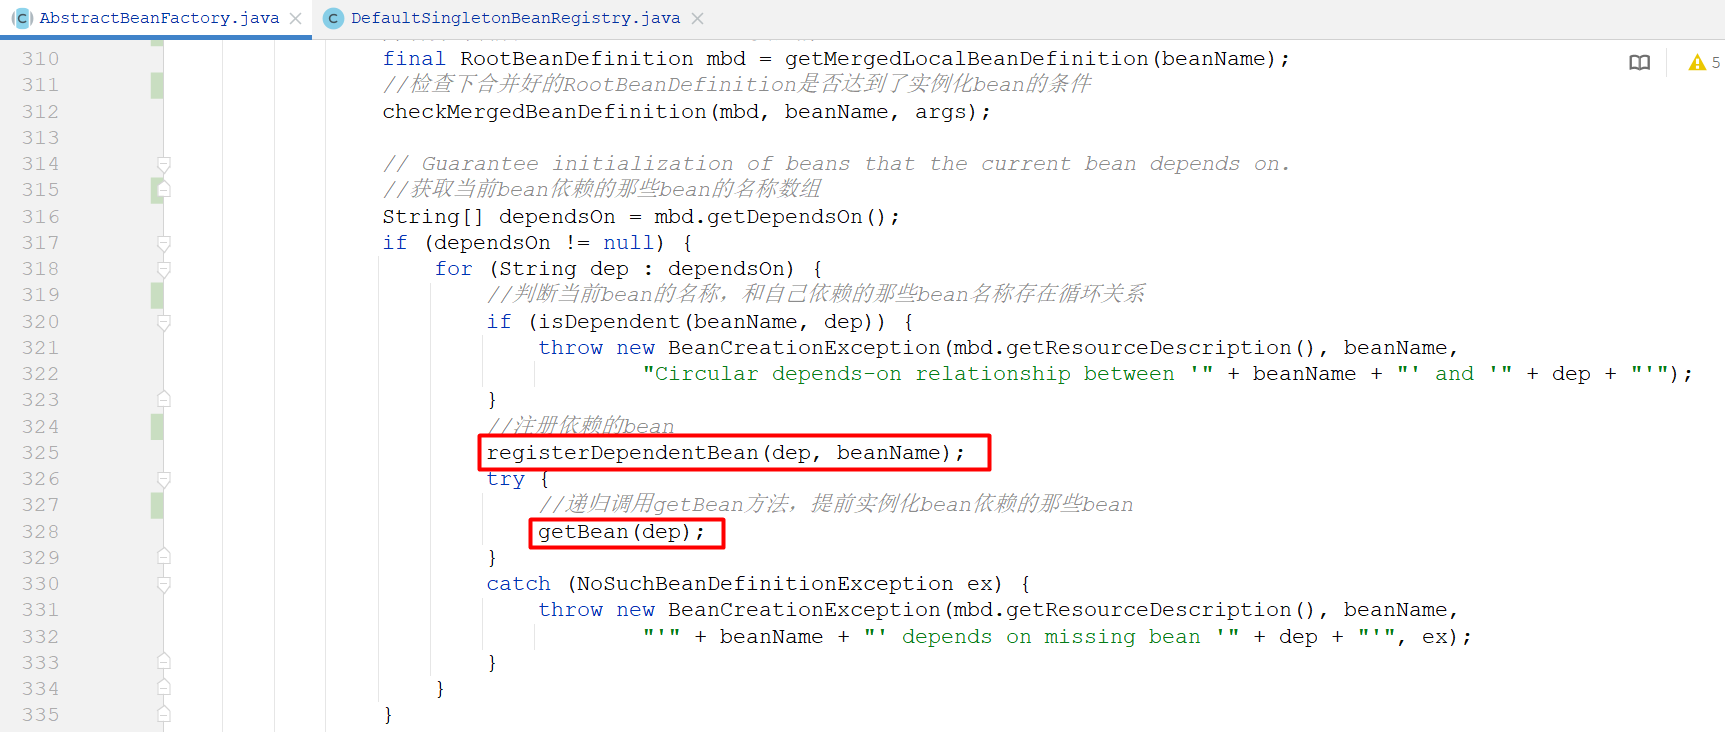 AbstractBeanFactory.java DefaultSingletonBeanRegistry.java
310 final RootBeanDefinition mbd = getMergedLocalBeanDefinition(beanName);
5
311 //检查下合并好的RootBeanDefinition是否达到了实例化bean的条件
312 checkMergedBeanDefinition(mbd, beanName, args);
313
314 // Guarantee initialization of beans that the current bean depends on.
315 //获取当前bean依赖的那些bean的名称数组
316 String[] dependsOn = mbd.getDependsOn();
317 if (dependsOn != null) {
318 for (String dep : dependsOn) {
319 //判断当前bean的名称，和自己依赖的那些bean名称存在循环关系
320 if (isDependent(beanName, dep)) {
321 throw new BeanCreationException(mbd.getResourceDescription(), beanName,
322 "Circular depends-on relationship between '" + beanName + "' and '" + dep + "'");
323 }
324 //注册依赖的bean
325 registerDependentBean(dep, beanName);
326 try {
327 //递归调用getBean方法，提前实例化bean依赖的那些bean
328 getBean(dep);
329 }
330 catch (NoSuchBeanDefinitionException ex) {
331 throw new BeanCreationException(mbd.getResourceDescription(), beanName,
332 "'" + beanName + "' depends on missing bean '" + dep + "'", ex);
333 }
334 }
335 }